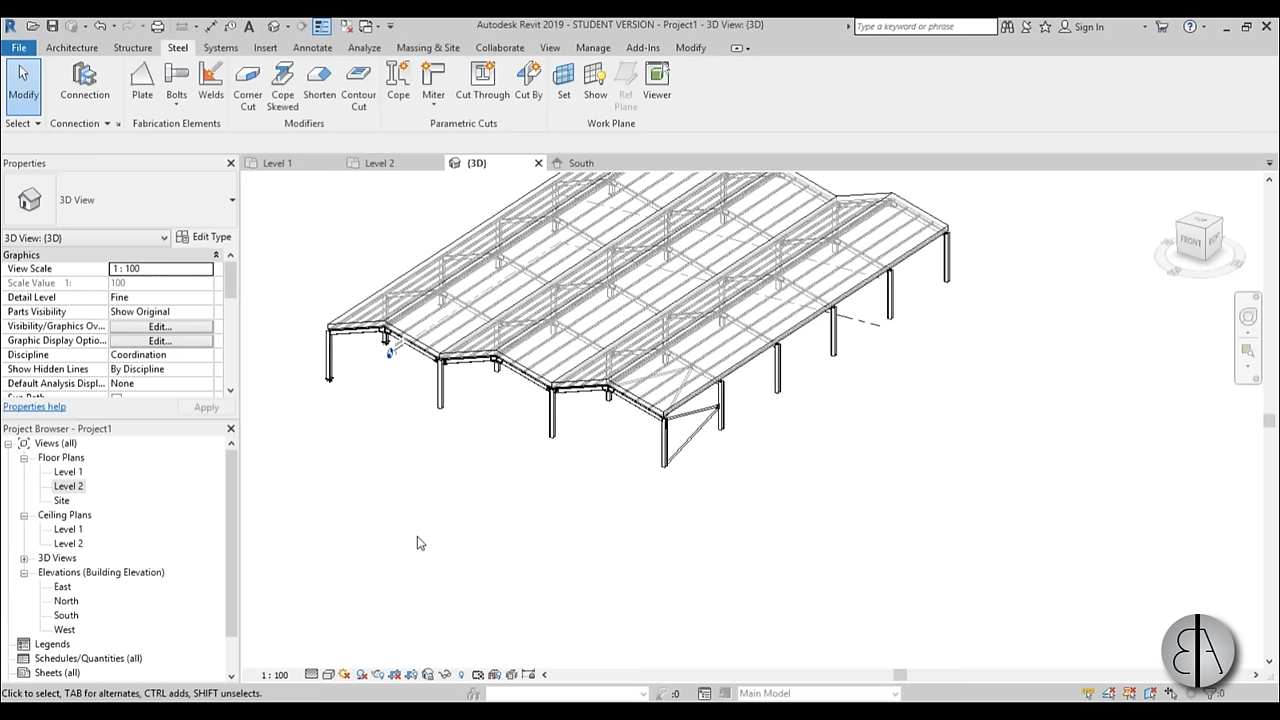 Autodesk Revit 2019 - STUDENT VERSION - Project1 - 3D View: {3D}
Type a keyword or phrase
Sign In
File Architecture Structure Steel Systems Insert Annotate Analyze Massing & Site Collaborate View Manage Add-Ins Modify
Modify Connection Plate Bolts Welds Corner Cut Cope Skewed Shorten Contour Cut Cope Miter Cut Through Cut By Set Show Ref Plane Viewer
Select Connection Fabrication Elements Modifiers Parametric Cuts Work Plane
Properties
Level 1 Level 2 {3D} South
3D View
3D View: {3D} Edit Type
Graphics
View Scale 1 : 100
Scale Value 1: 100
Detail Level Fine
Parts Visibility Show Original
Visibility/Graphics Ov... Edit...
Graphic Display Optio... Edit...
Discipline Coordination
Show Hidden Lines By Discipline
Default Analysis Displ... None
Properties help Apply
Project Browser - Project1
Views (all)
Floor Plans
Level 1
Level 2
Site
Ceiling Plans
Level 1
Level 2
3D Views
Elevations (Building Elevation)
East
North
South
West
Legends
Schedules/Quantities (all)
Sheets (all)
TOP
FRONT
1 : 100
Click to select, TAB for alternates, CTRL adds, SHIFT unselects.
:0
Main Model
:0